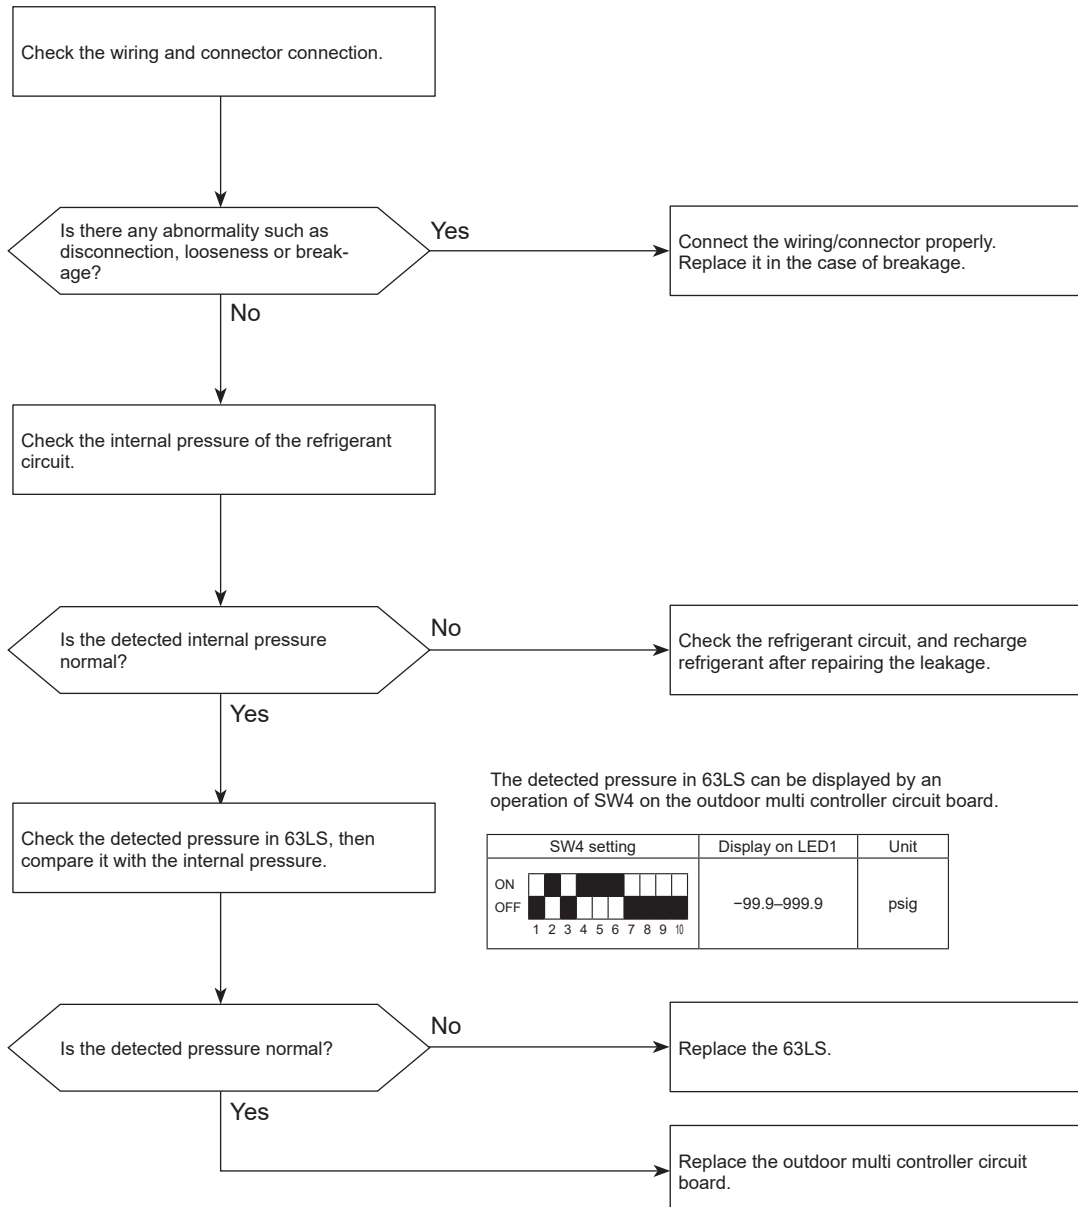 Check the wiring and connector connection.
Is there any abnormality such as
disconnection, looseness or break-
age?
Yes
Connect the wiring/connector properly.
Replace it in the case of breakage.
No
Check the internal pressure of the refrigerant
circuit.
Is the detected internal pressure
normal?
No
Check the refrigerant circuit, and recharge
refrigerant after repairing the leakage.
Yes
The detected pressure in 63LS can be displayed by an
operation of SW4 on the outdoor multi controller circuit board.
Check the detected pressure in 63LS, then
compare it with the internal pressure.
SW4 setting Display on LED1 Unit
ON
OFF
1 2 3 4 5 6 7 8 9 10
−99.9–999.9 psig
Is the detected pressure normal?
No
Replace the 63LS.
Yes
Replace the outdoor multi controller circuit
board.